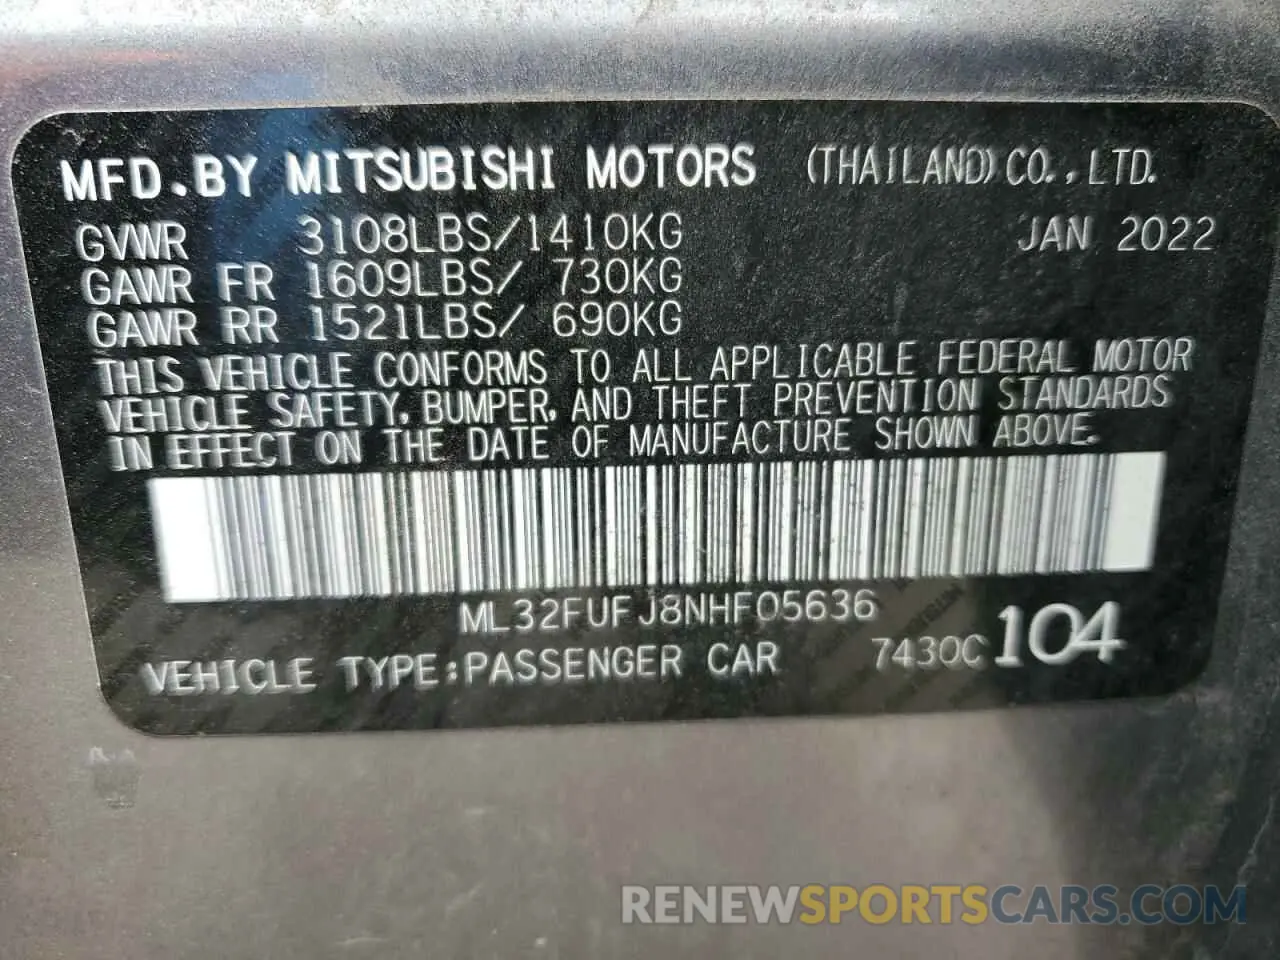 MFD.BY MITSUBISHI MOTORS (THAILAND) CO.,LTD.
GVWR 3108LBS/1410KG JAN 2022
GAWR FR 1609LBS/ 730KG
GAWR RR 1521LBS/ 690KG
THIS VEHICLE CONFORMS TO ALL APPLICABLE FEDERAL MOTOR
VEHICLE SAFETY, BUMPER, AND THEFT PREVENTION STANDARDS
IN EFFECT ON THE DATE OF MANUFACTURE SHOWN ABOVE.
ML32FUFJ8NHF05636
VEHICLE TYPE:PASSENGER CAR 7430C104
RENEWSPORTSCARS.COM